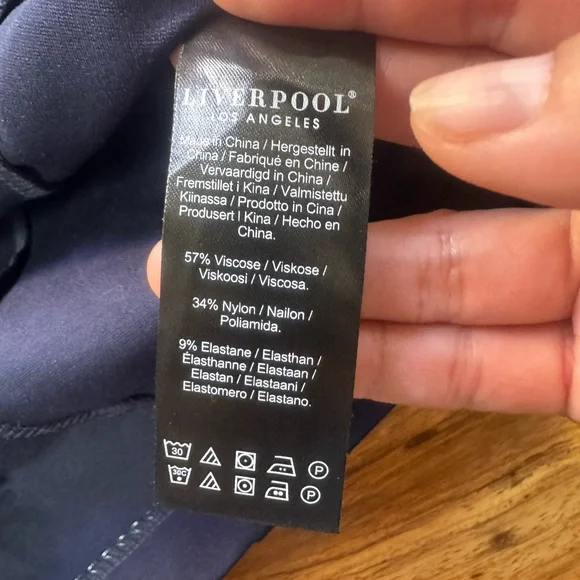 LIVERPOOL®
LOS ANGELES
Made in China / Hergestellt in
China / Fabriqué en Chine /
Vervaardigd in China /
Fremstillet i Kina / Valmistettu
Kiinassa / Prodotto in Cina /
Produsert I Kina / Hecho en
China.
57% Viscose / Viskose /
Viskoosi / Viscosa.
34% Nylon / Nailon /
Poliamida.
9% Elastane / Elasthan /
Élasthanne / Elastaan /
Elastan / Elastaani /
Elastomero / Elastano.
30 P
30C P